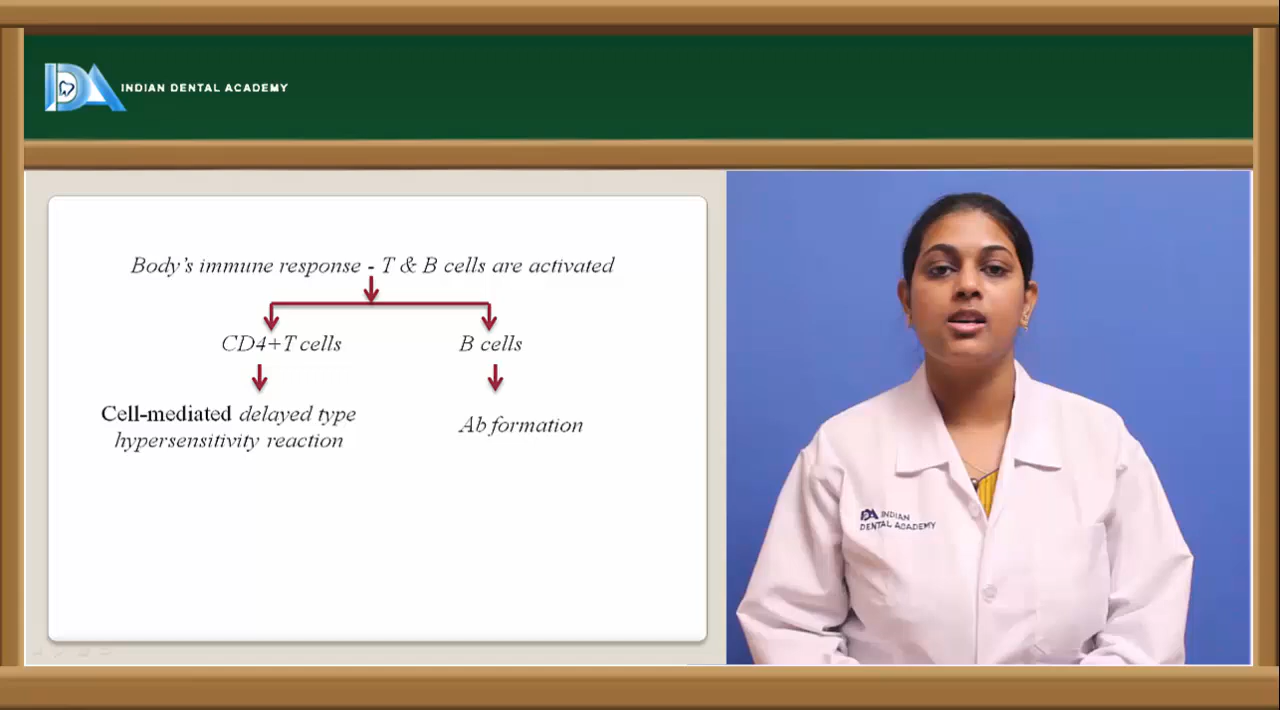 INDIAN DENTAL ACADEMY
Body's immune response - T & B cells are activated
CD4+T cells
B cells
Cell-mediated delayed type
hypersensitivity reaction
Ab formation
INDIAN
DENTAL ACADEMY